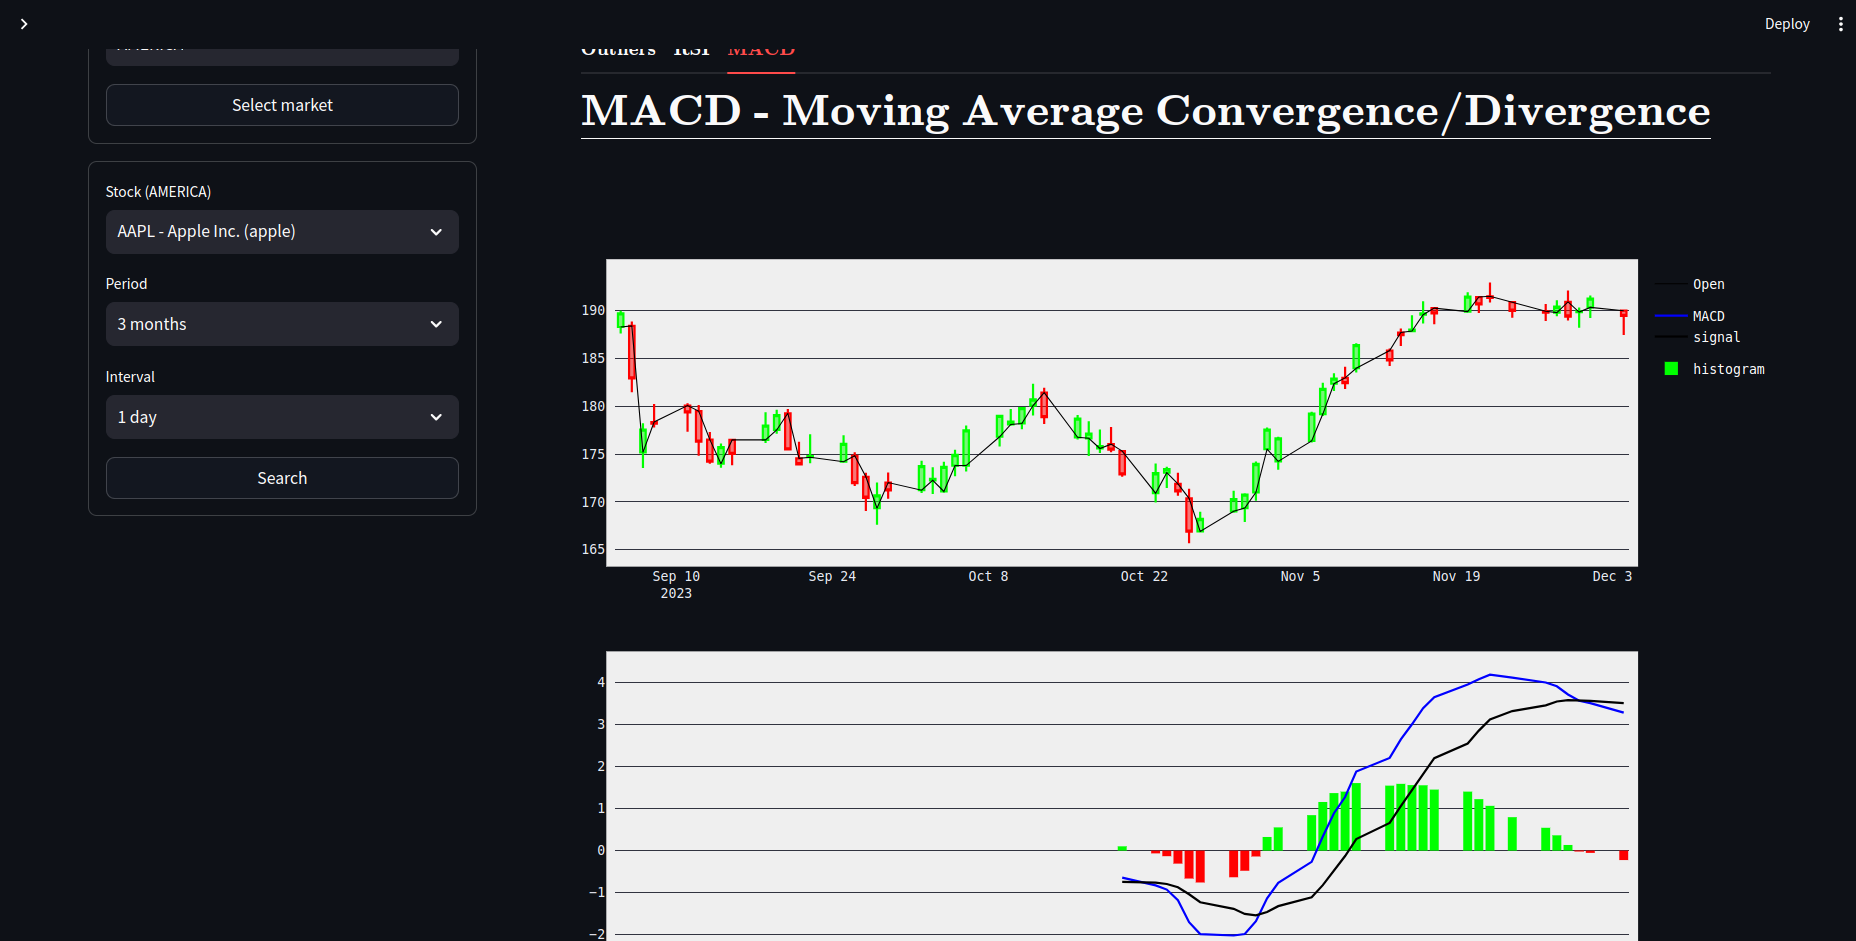 Deploy
AMERICA
Select market
Stock (AMERICA)
AAPL - Apple Inc. (apple)
Period
3 months
Interval
1 day
Search
Outliers RSI MACD
MACD - Moving Average Convergence/Divergence
190
185
180
175
170
165
Sep 10 Sep 24 Oct 8 Oct 22 Nov 5 Nov 19 Dec 3
2023
Open
MACD
signal
histogram
4
3
2
1
0
−1
−2